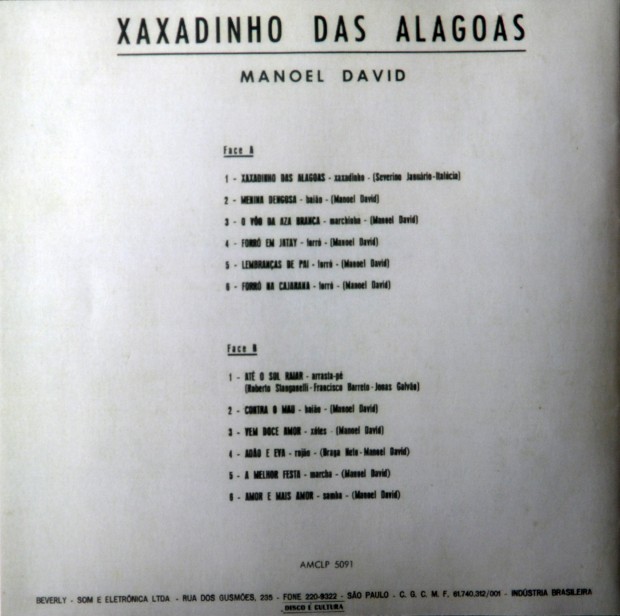 XAXADINHO DAS ALAGOAS
MANOEL DAVID
Face A
1 - XAXADINHO DAS ALAGOAS - xaxadinho - (Severino Januário-Italúcia)
2 - MENINA DENGOSA - baião - (Manoel David)
3 - O VÔO DA AZA BRANCA - marchinha - (Manoel David)
4 - FORRÓ EM JATAY - forró - (Manoel David)
5 - LEMBRANÇAS DE PAI - forró - (Manoel David)
6 - FORRÓ NA CAJARANA - forró - (Manoel David)
Face B
1 - ATÉ O SOL RAIAR - arrasta-pé
(Roberto Stanganelli-Francisco Barreto-Jonas Galvão)
2 - CONTRA O MAU - baião - (Manoel David)
3 - VEM DOCE AMOR - xótes - (Manoel David)
4 - ADÃO E EVA - rojão - (Braga Neto-Manoel David)
5 - A MELHOR FESTA - marcha - (Manoel David)
6 - AMOR E MAIS AMOR - samba - (Manoel David)
AMCLP 5091
BEVERLY - SOM E ELETRÔNICA LTDA - RUA DOS GUSMÕES, 235 - FONE 220-9322 - SÃO PAULO - C. G. C. M. F. 61.740.312/001 - INDÚSTRIA BRASILEIRA
DISCO É CULTURA